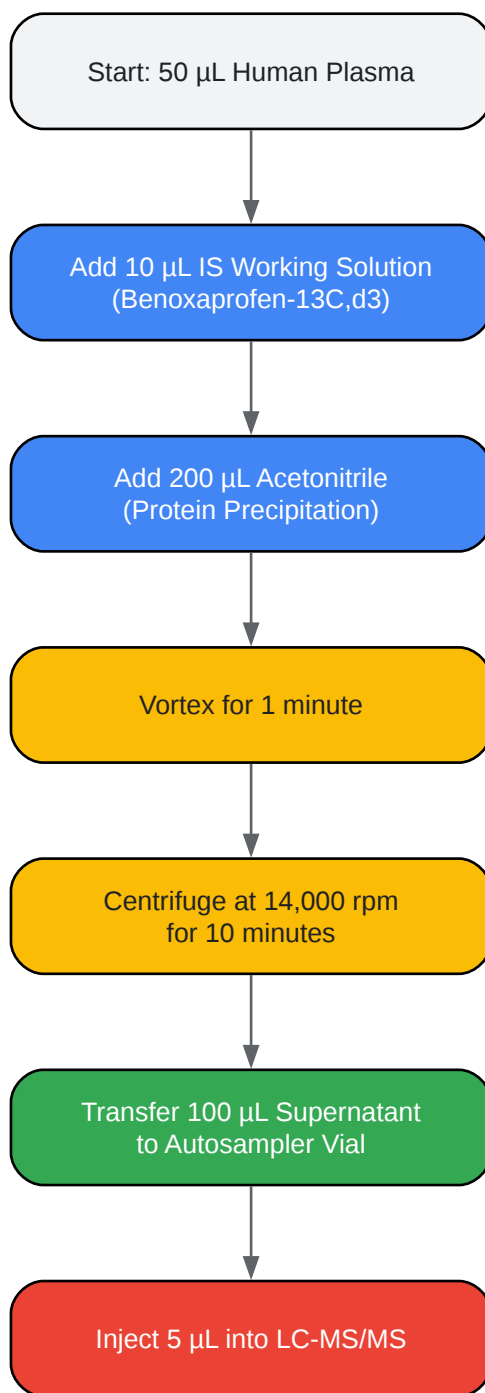 Start: 50 µL Human Plasma
Add 10 µL IS Working Solution
(Benoxaprofen-13C,d3)
Add 200 µL Acetonitrile
(Protein Precipitation)
Vortex for 1 minute
Centrifuge at 14,000 rpm
for 10 minutes
Transfer 100 µL Supernatant
to Autosampler Vial
Inject 5 µL into LC-MS/MS